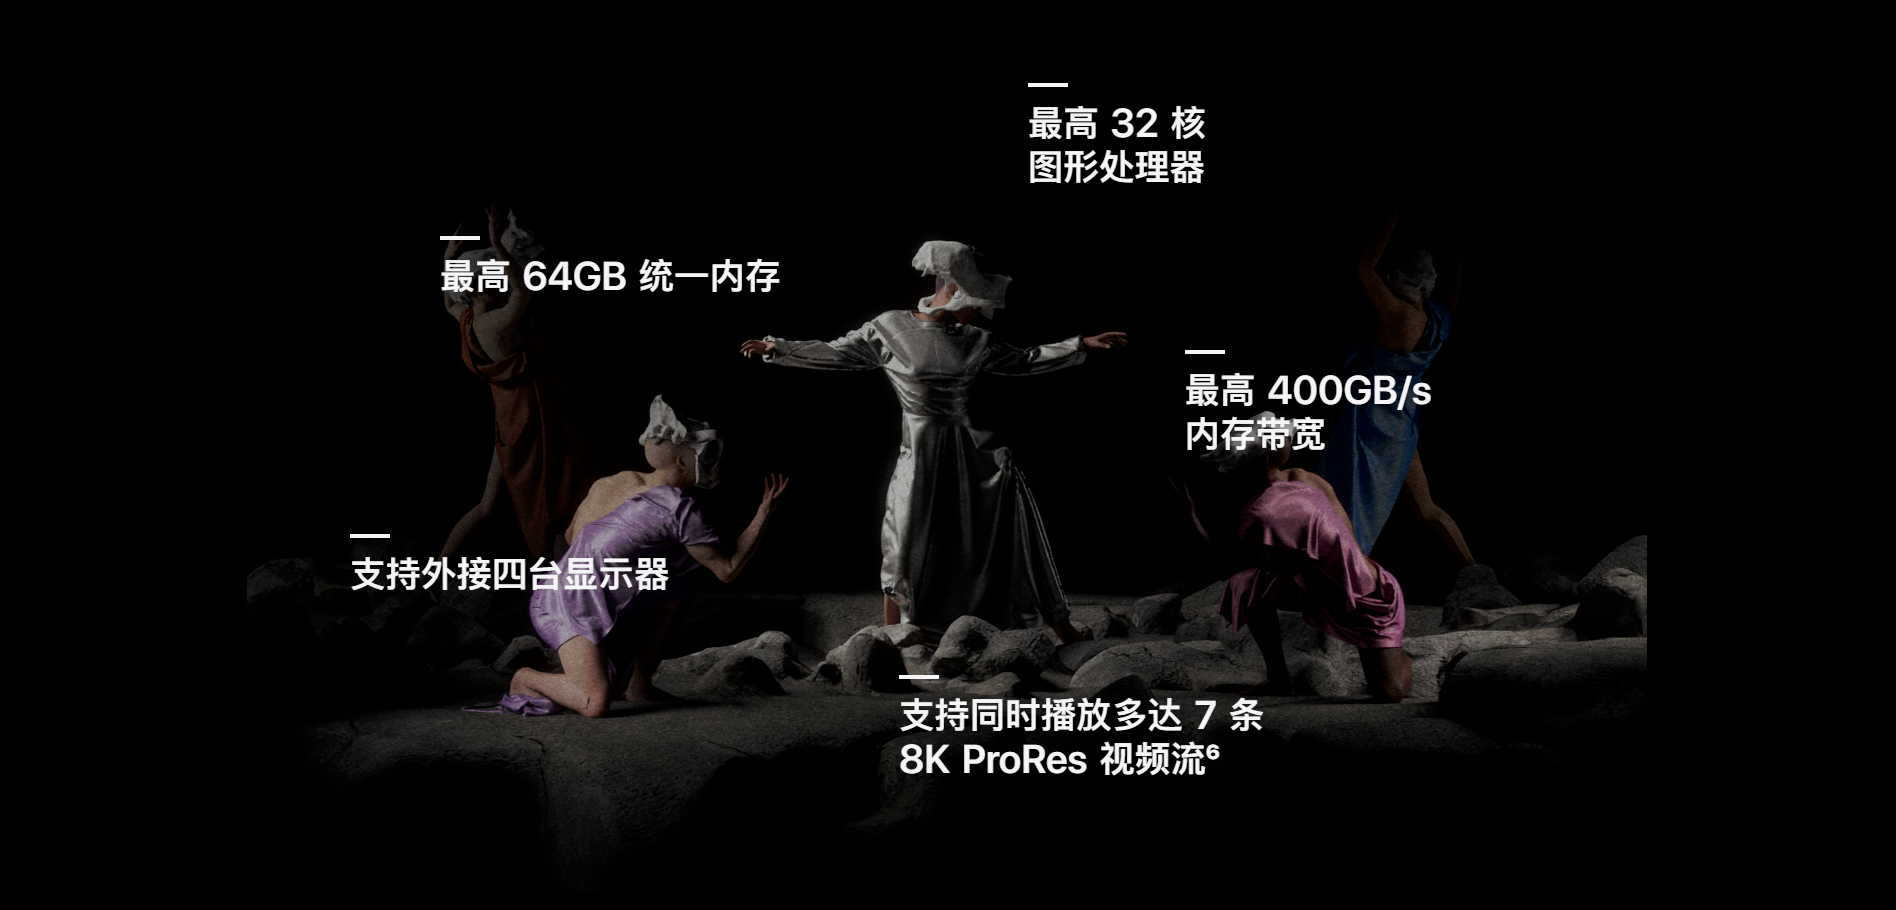 最高 32 核
图形处理器
最高 64GB 统一内存
最高 400GB/s
内存带宽
支持外接四台显示器
支持同时播放多达 7 条
8K ProRes 视频流⁶